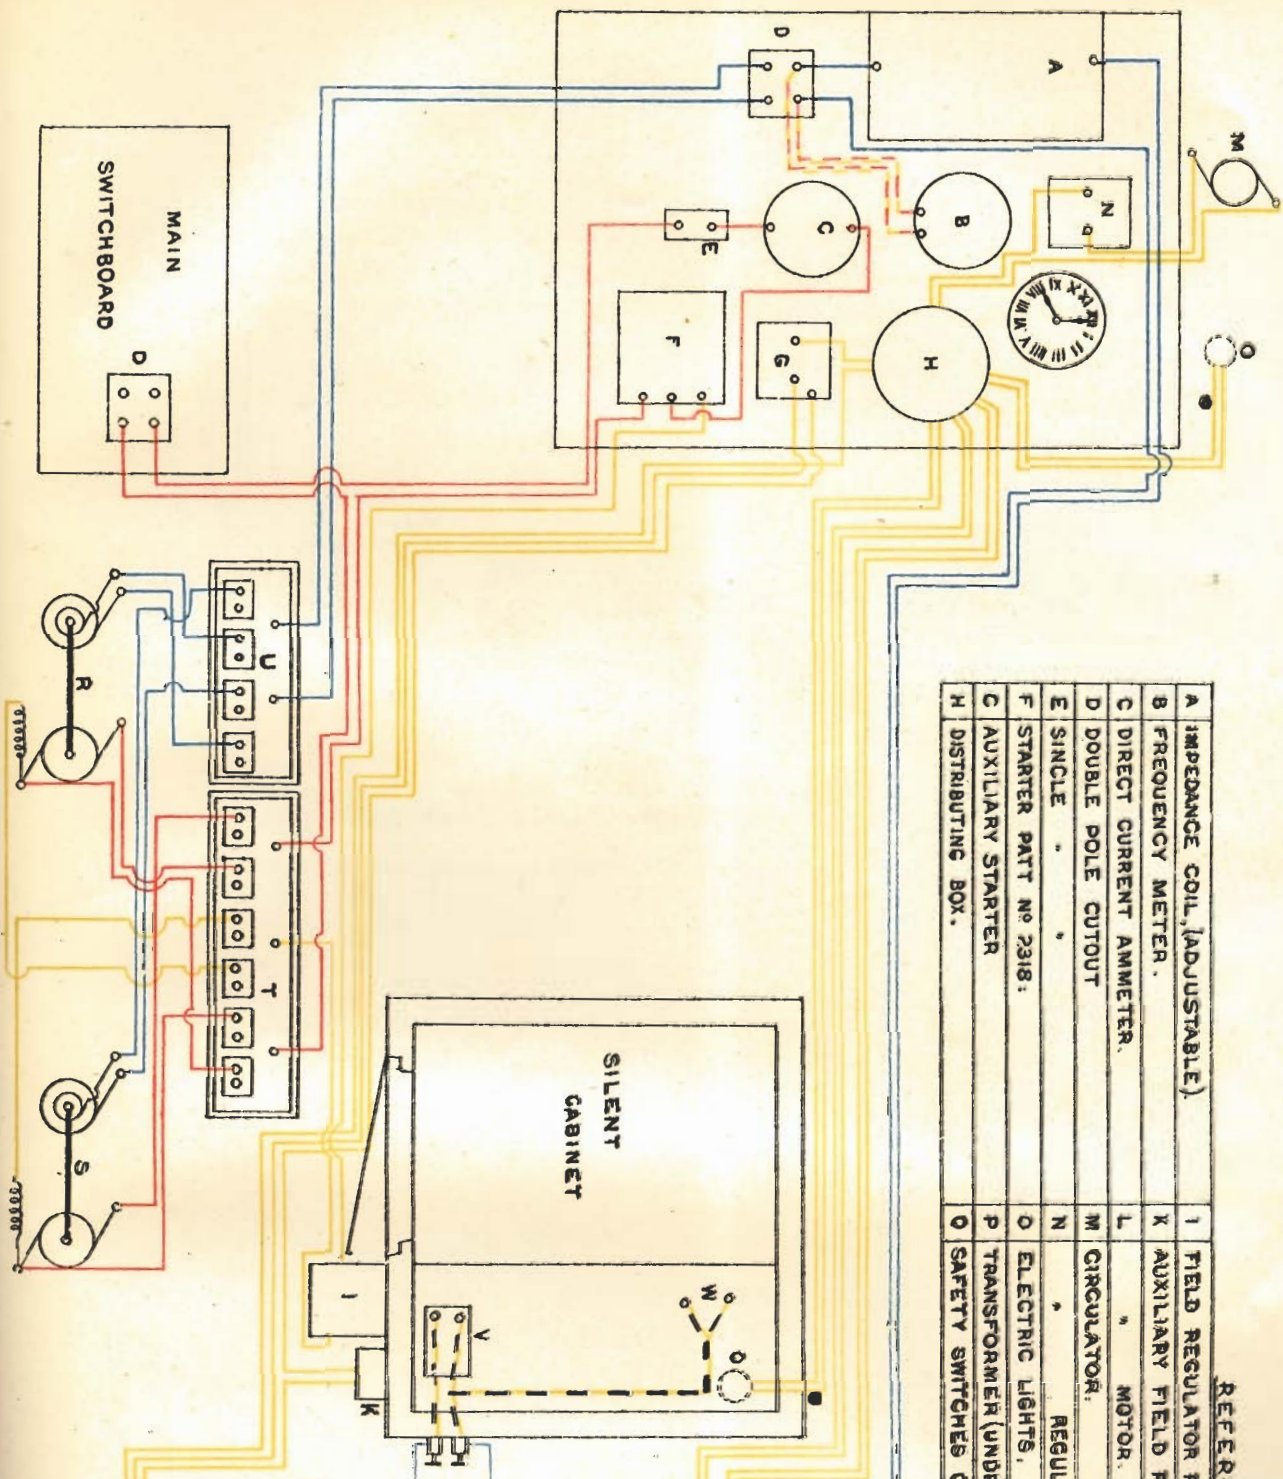 MAIN
SWITCHBOARD
D
D
A
M
N
B
C
E
F
G
H
O
U
R
T
S
SILENT
CABINET
W
O
V
I
K
REFER
A IMPEDANCE COIL, (ADJUSTABLE).
B FREQUENCY METER.
C DIRECT CURRENT AMMETER.
D DOUBLE POLE CUTOUT
E SINGLE " "
F STARTER PATT Nº 2318.
G AUXILIARY STARTER
H DISTRIBUTING BOX.
I FIELD REGULATOR
K AUXILIARY FIELD
L " MOTOR.
M CIRCULATOR.
N " REGUL
O ELECTRIC LIGHTS.
P TRANSFORMER (UNDE
Q SAFETY SWITCHES